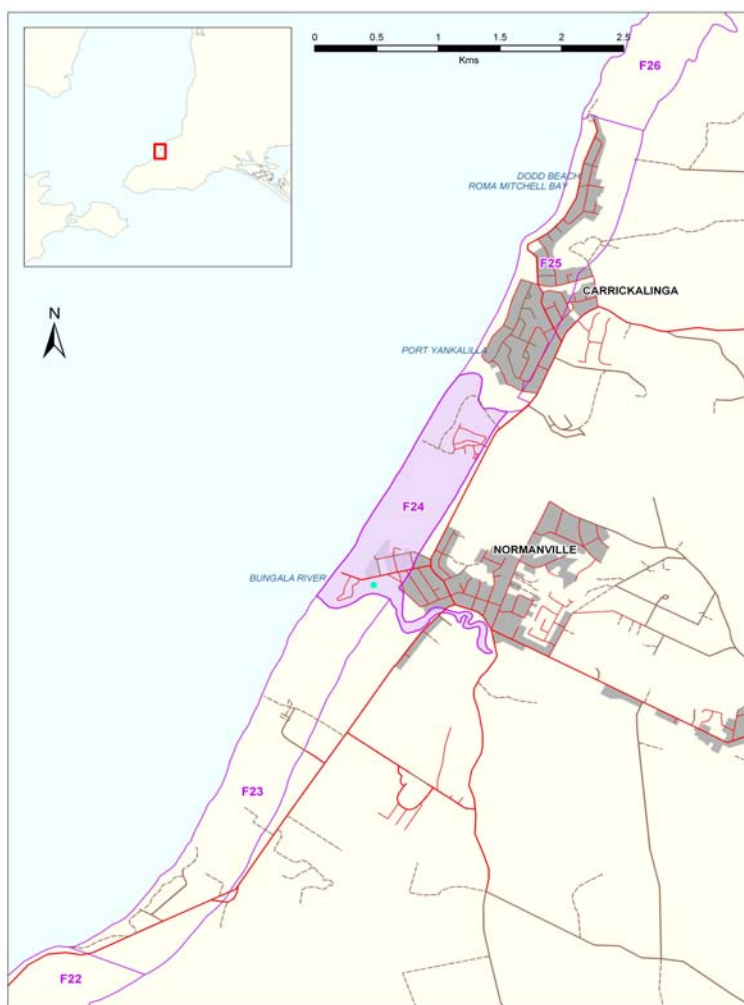 0 0.5 1 1.5 2 2.5
Kms
F26
DODD BEACH
ROMA MITCHELL BAY
F25
CARRICKALINGA
N
PORT YANKALILLA
F24
NORMANVILLE
BUNGALA RIVER
F23
F22